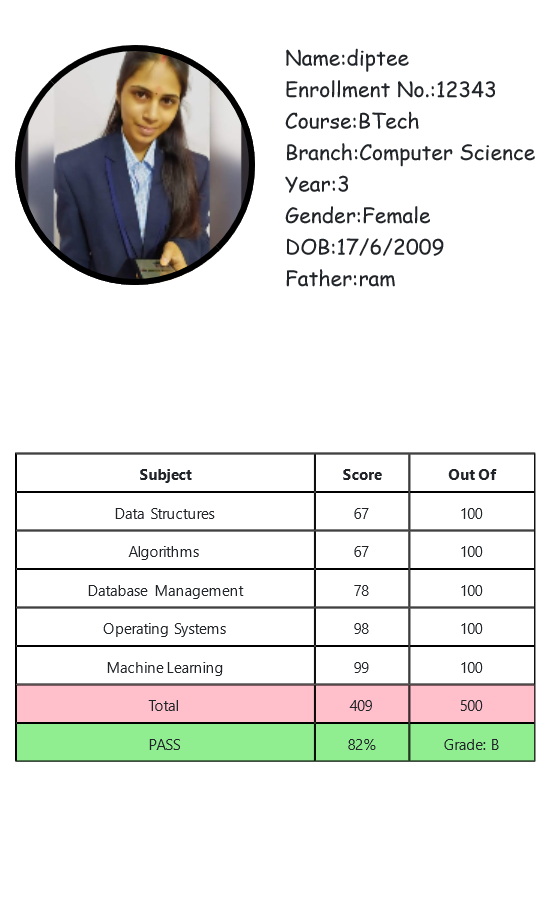 Name:diptee
Enrollment No.:12343
Course:BTech
Branch:Computer Science
Year:3
Gender:Female
DOB:17/6/2009
Father:ram
Subject Score Out Of
Data Structures 67 100
Algorithms 67 100
Database Management 78 100
Operating Systems 98 100
Machine Learning 99 100
Total 409 500
PASS 82% Grade: B